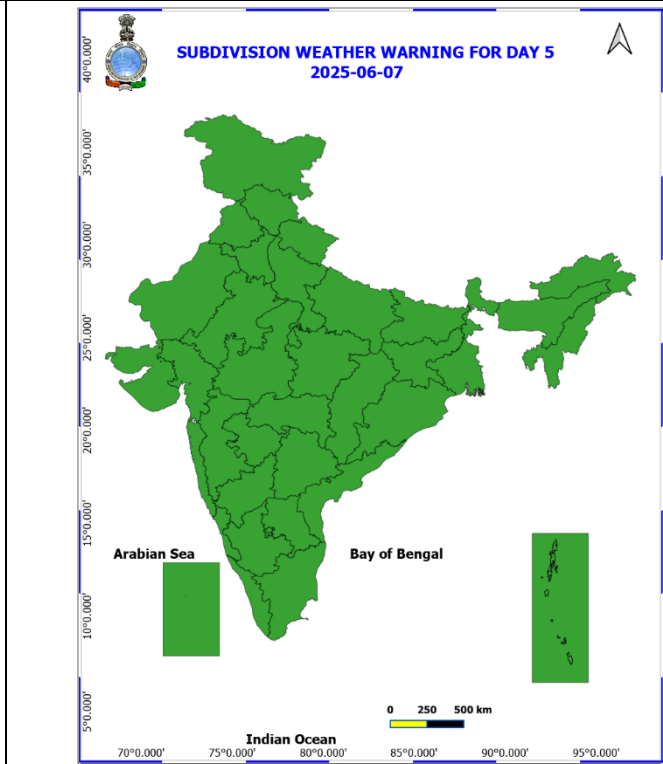 SUBDIVISION WEATHER WARNING FOR DAY 5
2025-06-07
40°0.000'
35°0.000'
30°0.000'
25°0.000'
20°0.000'
15°0.000'
10°0.000'
5°0.000'
Arabian Sea
Bay of Bengal
0 250 500 km
Indian Ocean
70°0.000' 75°0.000' 80°0.000' 85°0.000' 90°0.000' 95°0.000'